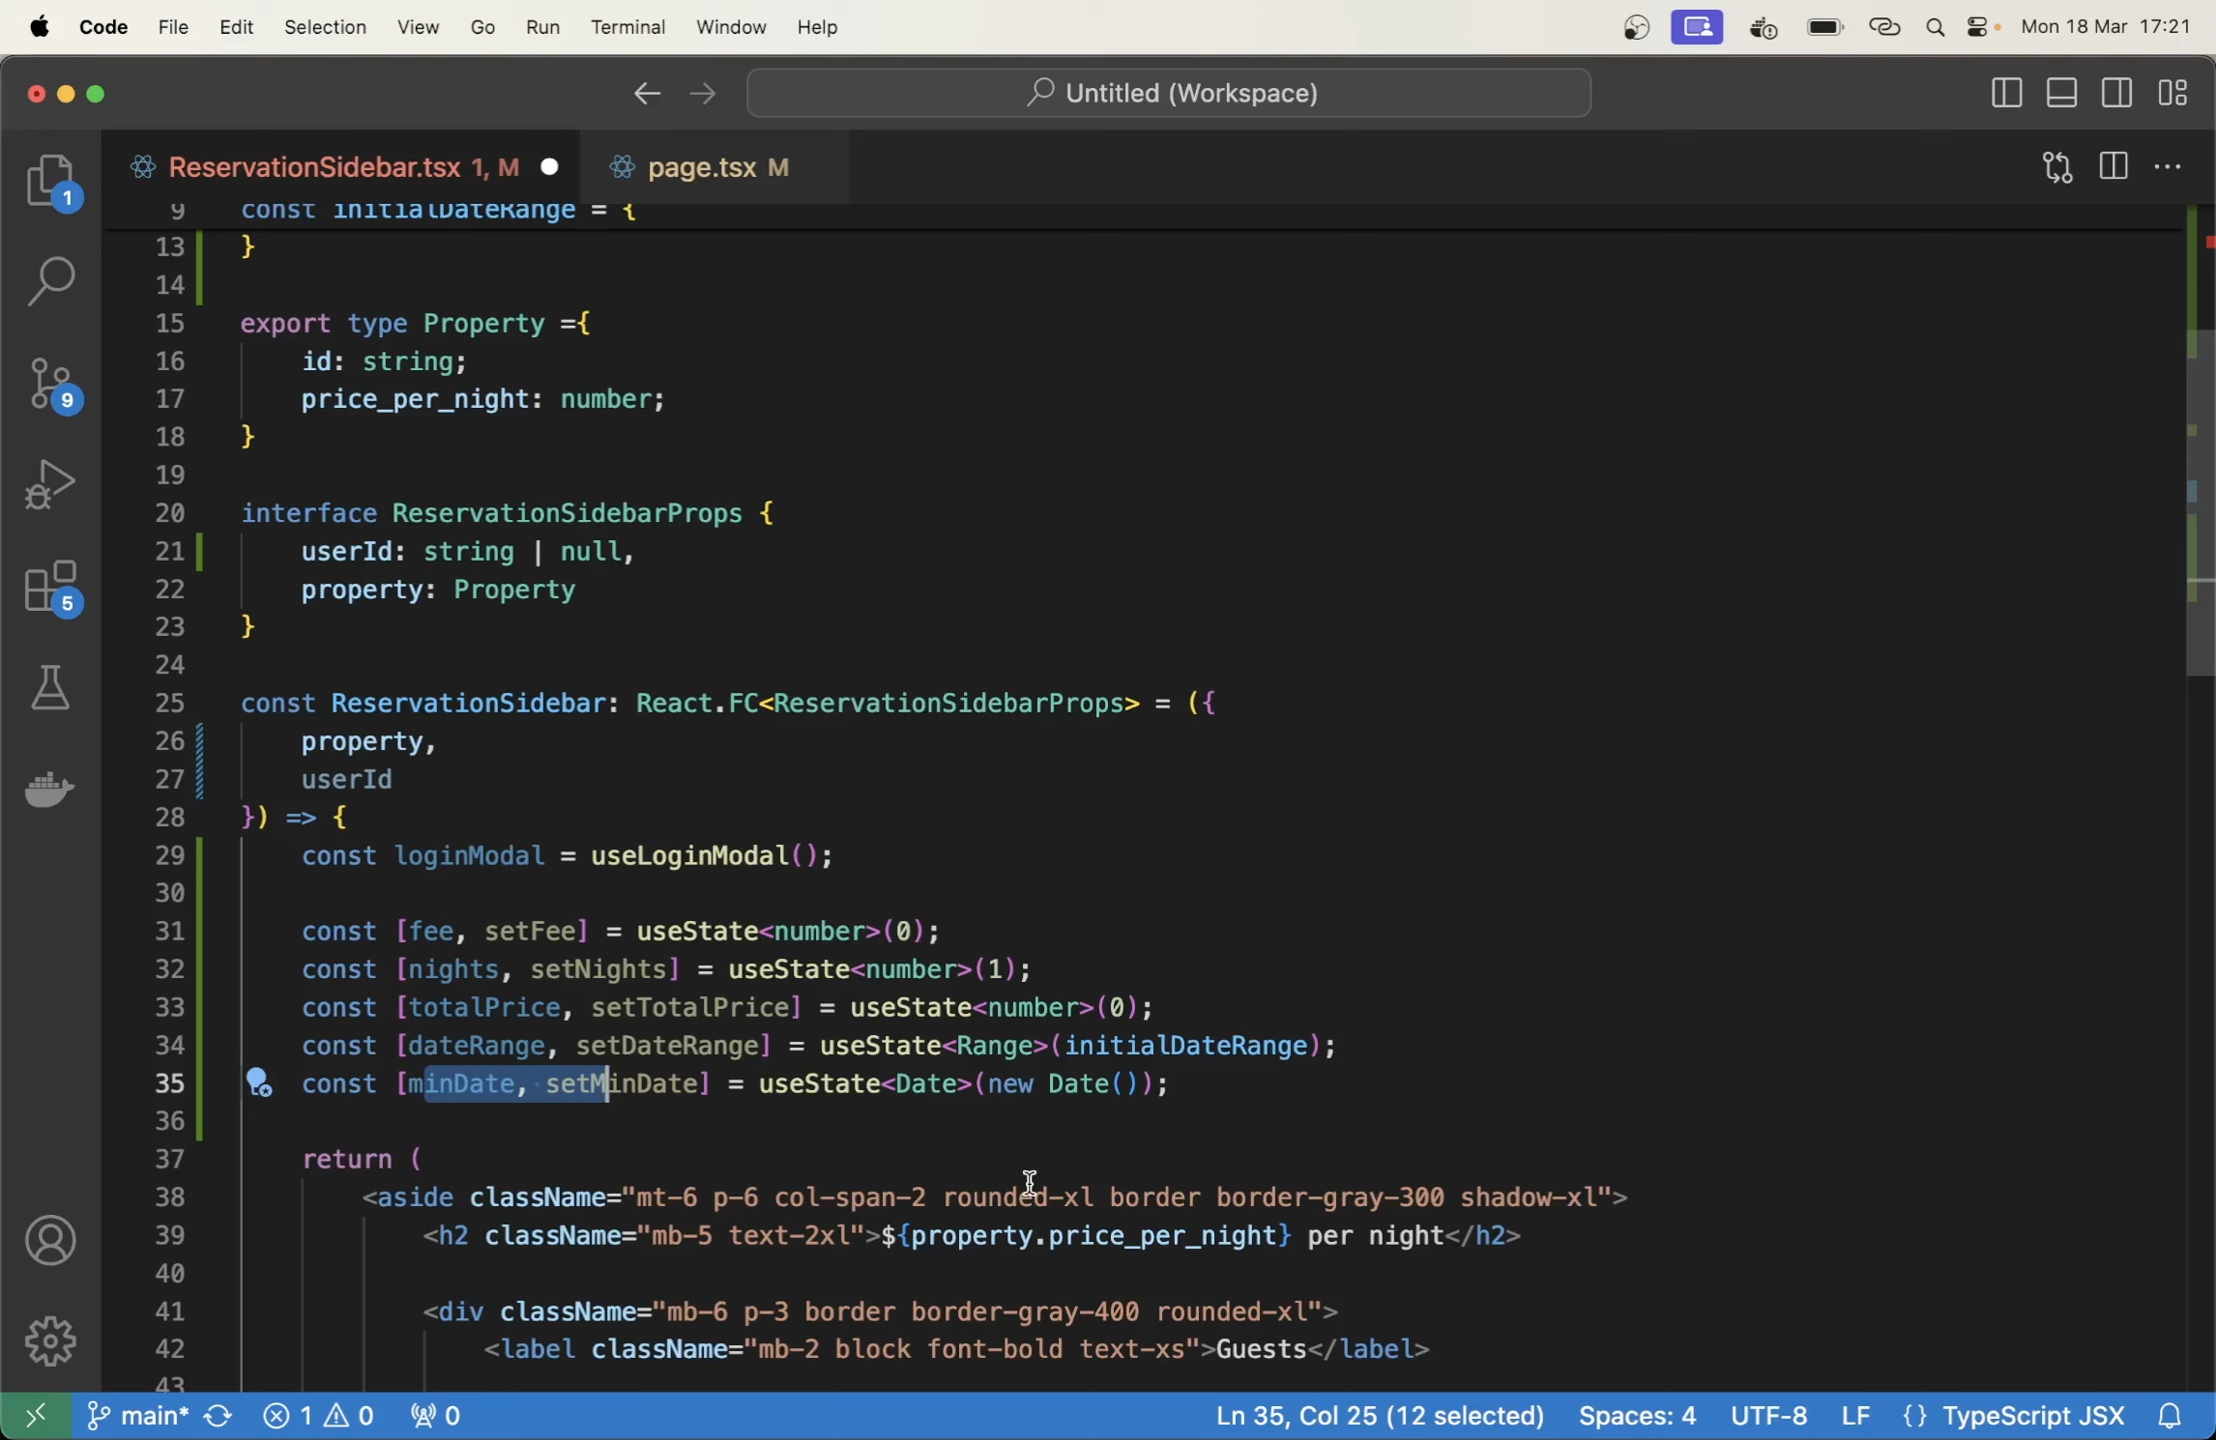 Code File Edit Selection View Go Run Terminal Window Help Mon 18 Mar 17:21
Untitled (Workspace)
ReservationSidebar.tsx 1, M page.tsx M
9 const initialDateRange = {
13 }
14
15 export type Property ={
16 id: string;
17 price_per_night: number;
18 }
19
20 interface ReservationSidebarProps {
21 userId: string | null,
22 property: Property
23 }
24
25 const ReservationSidebar: React.FC<ReservationSidebarProps> = ({
26 property,
27 userId
28 }) => {
29 const loginModal = useLoginModal();
30
31 const [fee, setFee] = useState<number>(0);
32 const [nights, setNights] = useState<number>(1);
33 const [totalPrice, setTotalPrice] = useState<number>(0);
34 const [dateRange, setDateRange] = useState<Range>(initialDateRange);
35 const [minDate, setMinDate] = useState<Date>(new Date());
36
37 return (
38 <aside className="mt-6 p-6 col-span-2 rounded-xl border border-gray-300 shadow-xl">
39 <h2 className="mb-5 text-2xl">${property.price_per_night} per night</h2>
40
41 <div className="mb-6 p-3 border border-gray-400 rounded-xl">
42 <label className="mb-2 block font-bold text-xs">Guests</label>
43
1
9
5
main* 1 0 0 Ln 35, Col 25 (12 selected) Spaces: 4 UTF-8 LF {} TypeScript JSX